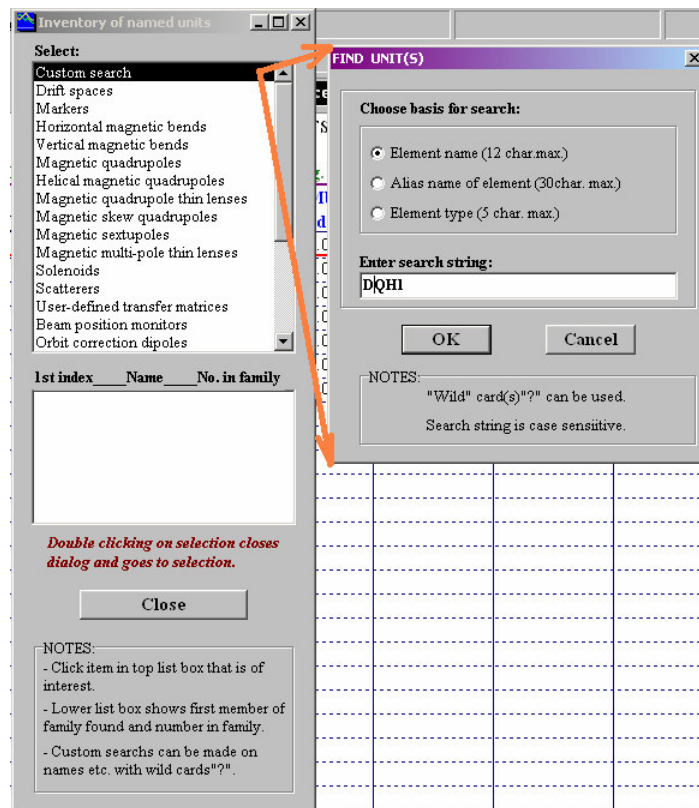 Inventory of named units
Select:
Custom search
Drift spaces
Markers
Horizontal magnetic bends
Vertical magnetic bends
Magnetic quadrupoles
Helical magnetic quadrupoles
Magnetic quadrupole thin lenses
Magnetic skew quadrupoles
Magnetic sextupoles
Magnetic multi-pole thin lenses
Solenoids
Scatterers
User-defined transfer matrices
Beam position monitors
Orbit correction dipoles
1st index____Name____No. in family
Double clicking on selection closes
dialog and goes to selection.
Close
NOTES:
- Click item in top list box that is of
interest.
- Lower list box shows first member of
family found and number in family.
- Custom searchs can be made on
names etc. with wild cards"?".
FIND UNIT(S)
Choose basis for search:
Element name (12 char.max.)
Alias name of element (30char. max.)
Element type (5 char. max.)
Enter search string:
DQH1
OK
Cancel
NOTES:
"Wild" card(s)"?" can be used.
Search string is case sensiitive.